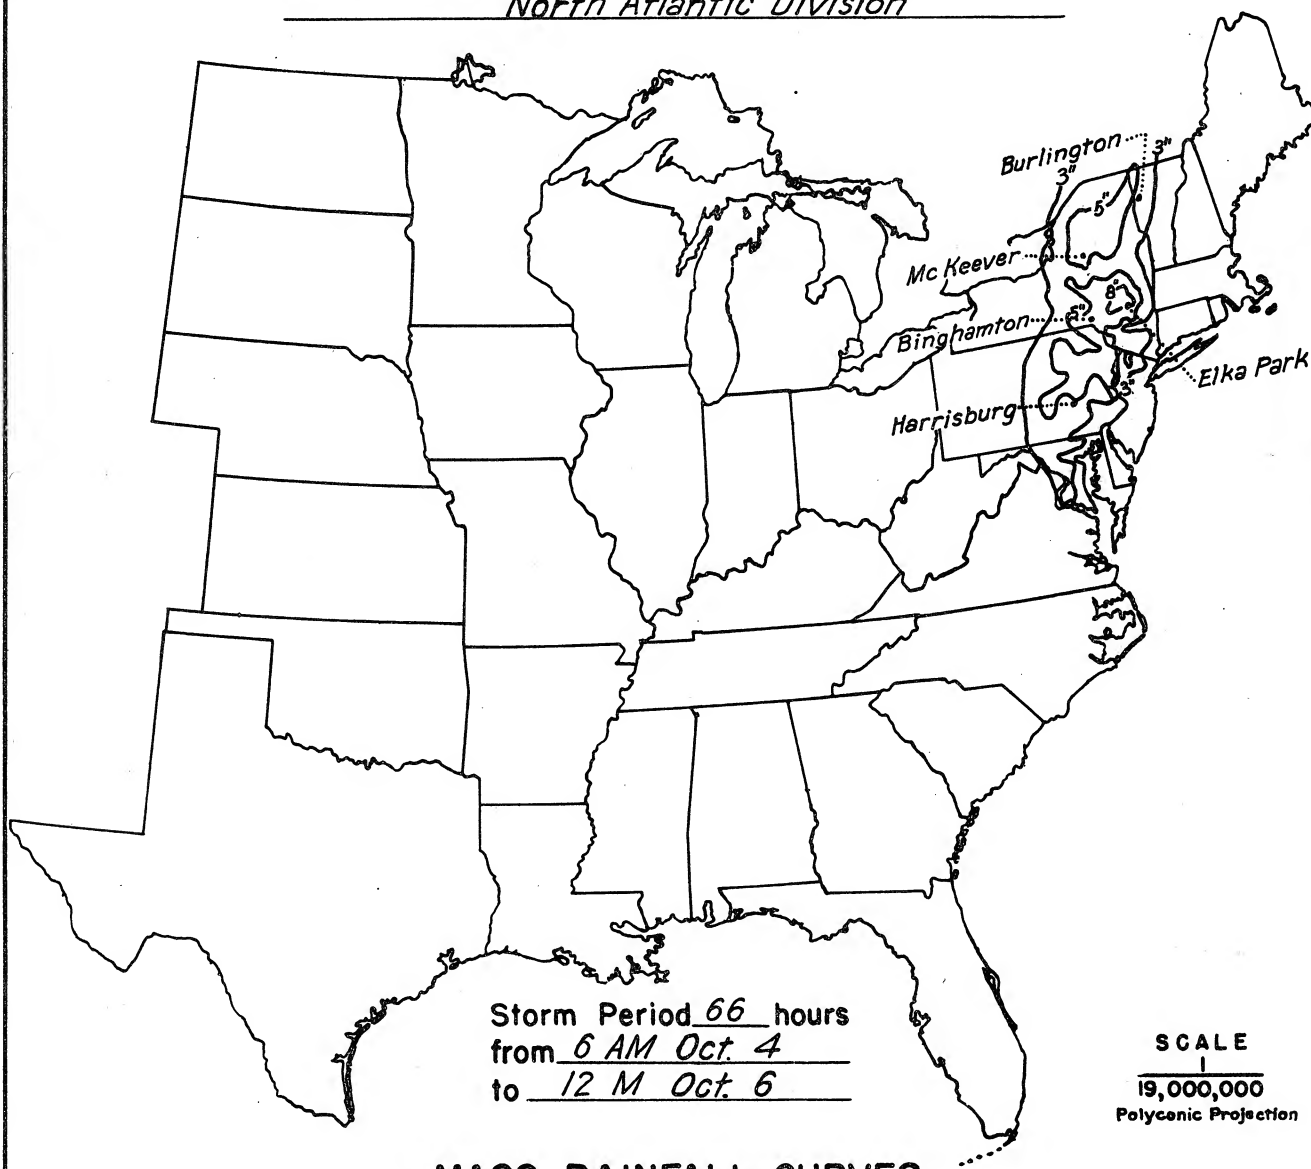 North Atlantic Division
Burlington
3"
3"
5"
Mc Keever
8"
5"
Binghamton
Elka Park
3"
Harrisburg
Storm Period 66 hours
from 6 AM Oct. 4
to 12 M Oct. 6
SCALE
1
19,000,000
Polyconic Projection
MASS RAINFALL CURVES